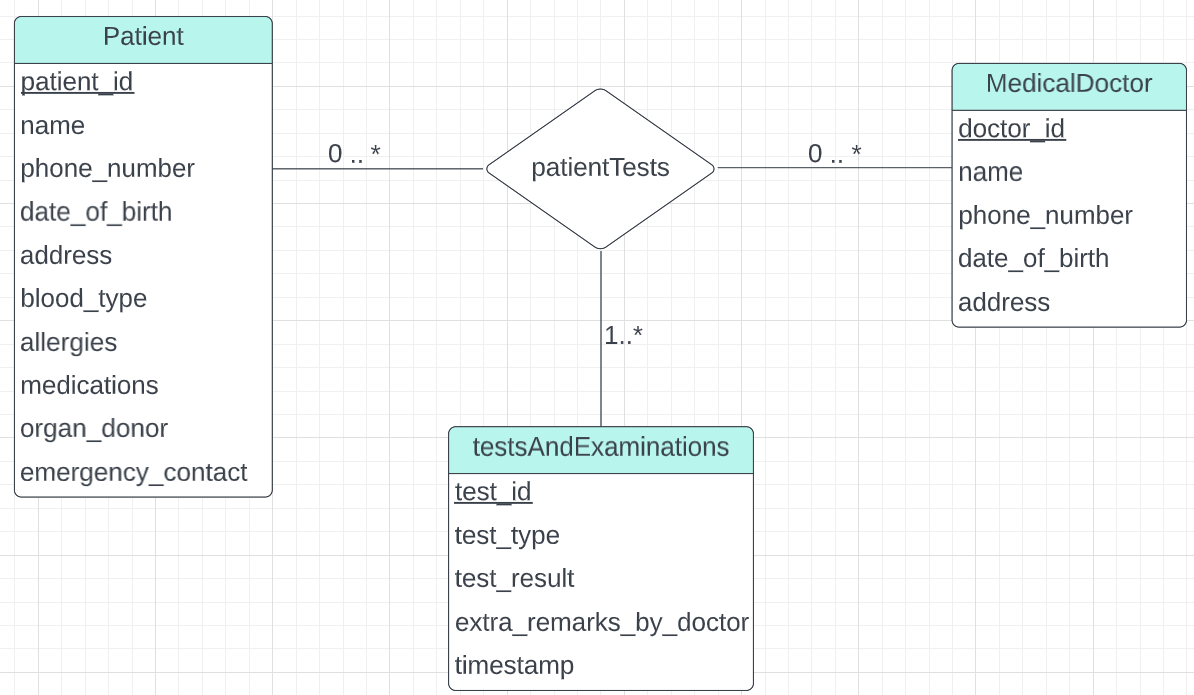 Patient
patient_id
name
phone_number
date_of_birth
address
blood_type
allergies
medications
organ_donor
emergency_contact
0 .. *
patientTests
0 .. *
1..*
MedicalDoctor
doctor_id
name
phone_number
date_of_birth
address
testsAndExaminations
test_id
test_type
test_result
extra_remarks_by_doctor
timestamp